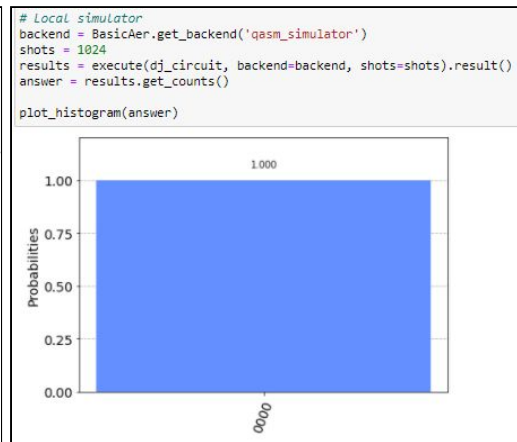 # Local simulator
backend = BasicAer.get_backend('qasm_simulator')
shots = 1024
results = execute(dj_circuit, backend=backend, shots=shots).result()
answer = results.get_counts()
plot_histogram(answer)
1.000
1.00
0.75
0.50
0.25
0.00
Probabilities
0000